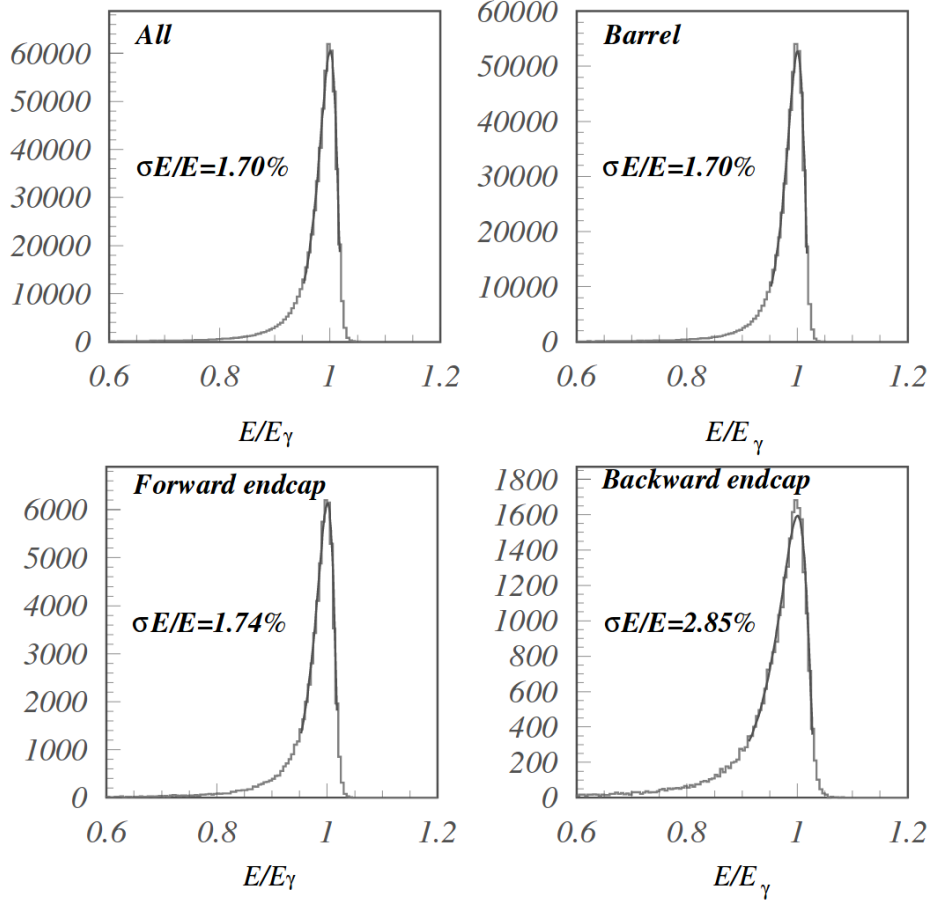 All
60000
50000
40000
30000
20000
10000
0
σE/E=1.70%
0.6 0.8 1 1.2
E/Eγ
Barrel
60000
50000
40000
30000
20000
10000
0
σE/E=1.70%
0.6 0.8 1 1.2
E/E γ
Forward endcap
6000
5000
4000
3000
2000
1000
0
σE/E=1.74%
0.6 0.8 1 1.2
E/Eγ
Backward endcap
1800
1600
1400
1200
1000
800
600
400
200
0
σE/E=2.85%
0.6 0.8 1 1.2
E/E γ